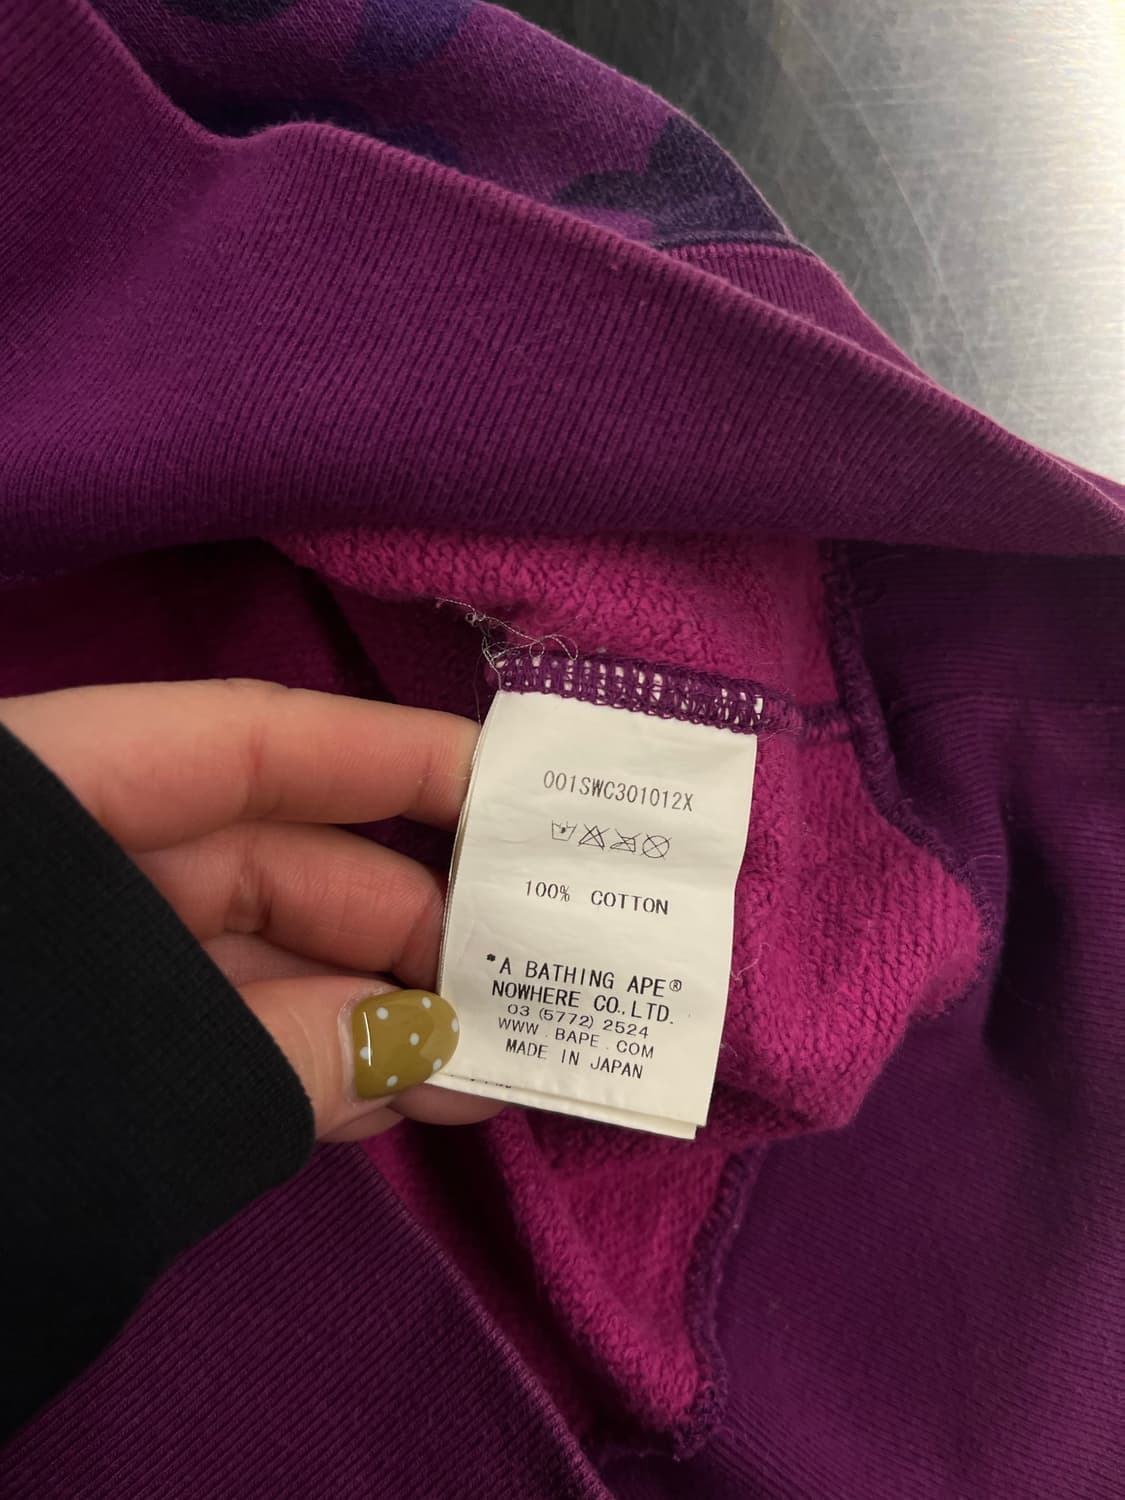 001SWC301012X
100% COTTON
*A BATHING APE®
NOWHERE CO.,LTD.
03 (5772) 2524
WWW . BAPE . COM
MADE IN JAPAN